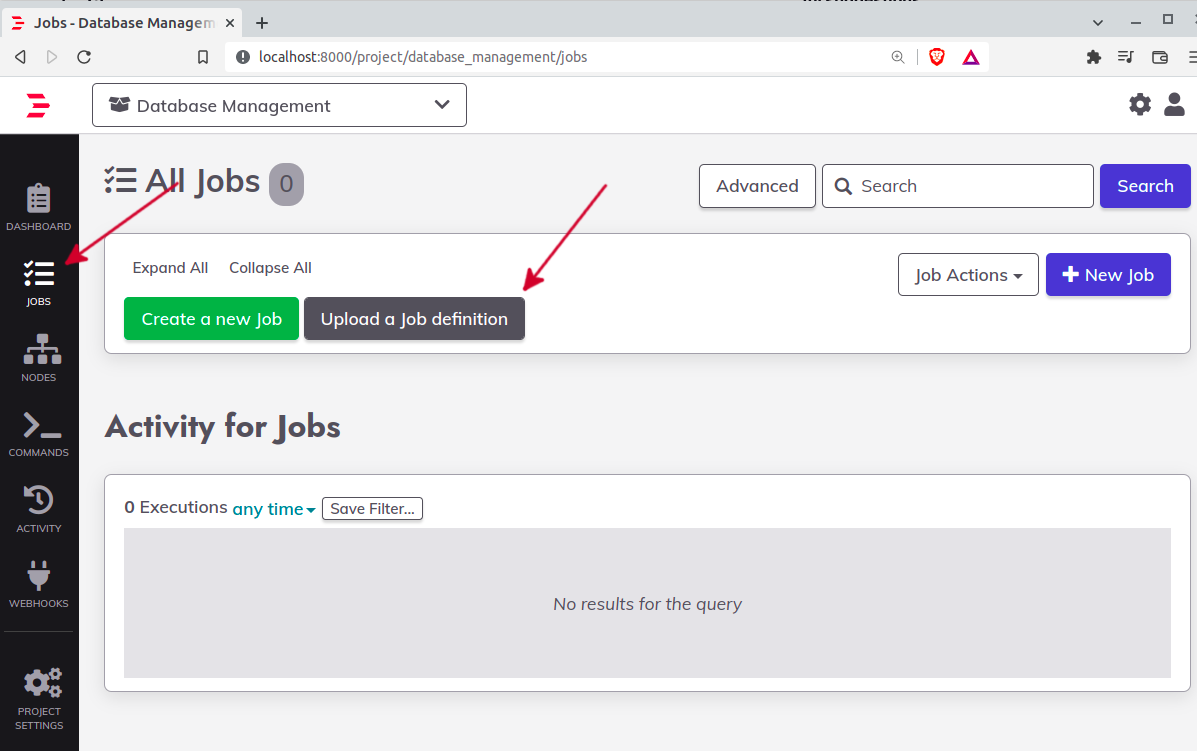 Jobs - Database Managem
localhost:8000/project/database_management/jobs
Database Management
All Jobs 0
Advanced
Search
Search
DASHBOARD
Expand All Collapse All
Job Actions
New Job
JOBS
Create a new Job
Upload a Job definition
NODES
Activity for Jobs
COMMANDS
0 Executions any time Save Filter...
ACTIVITY
WEBHOOKS
No results for the query
PROJECT
SETTINGS